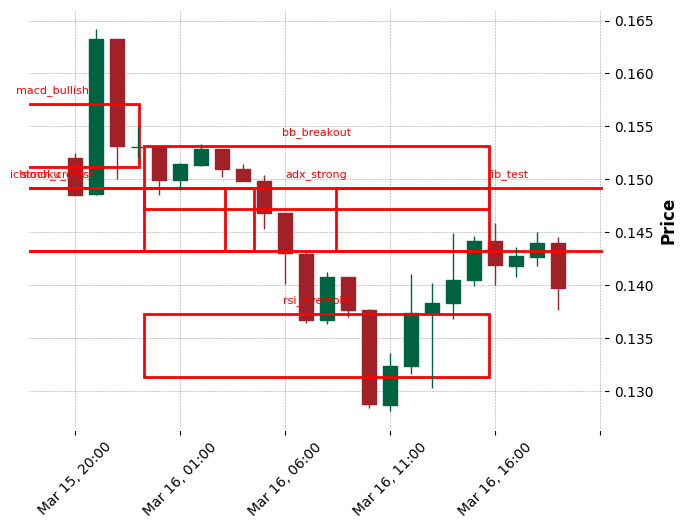 0.165
0.160
macd_bullish
0.155
bb_breakout
0.150
adx_strong
fib_test
0.145
Price
0.140
rsi_oversold
0.135
0.130
Mar 15, 20:00
Mar 16, 01:00
Mar 16, 06:00
Mar 16, 11:00
Mar 16, 16:00